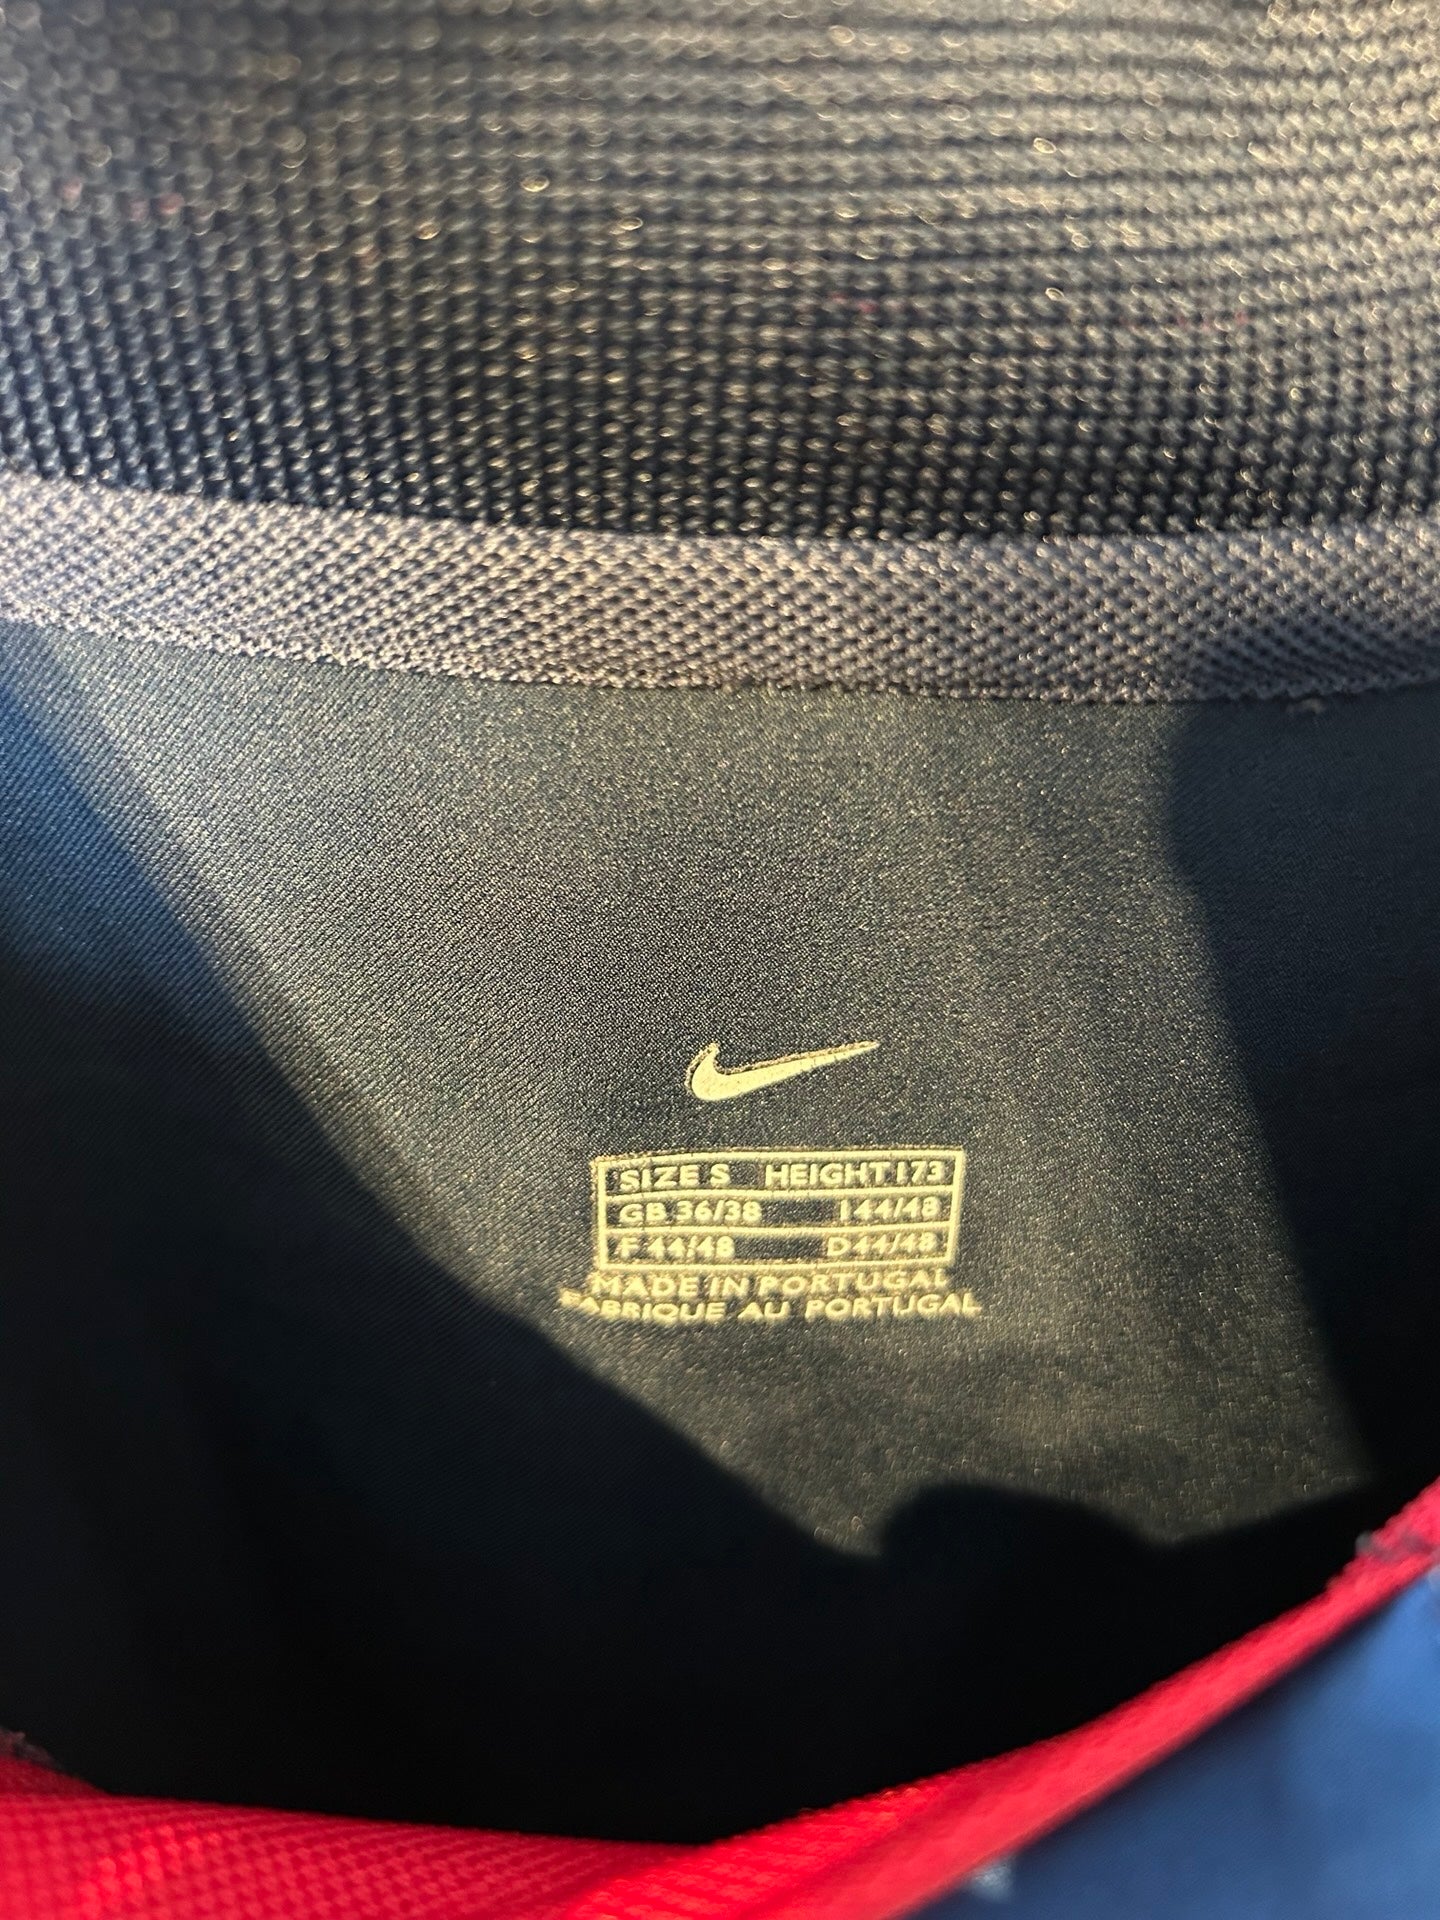 SIZE S HEIGHT 173
GB 36/38 I 44/48
F 44/48 D 44/48
MADE IN PORTUGAL
FABRIQUE AU PORTUGAL